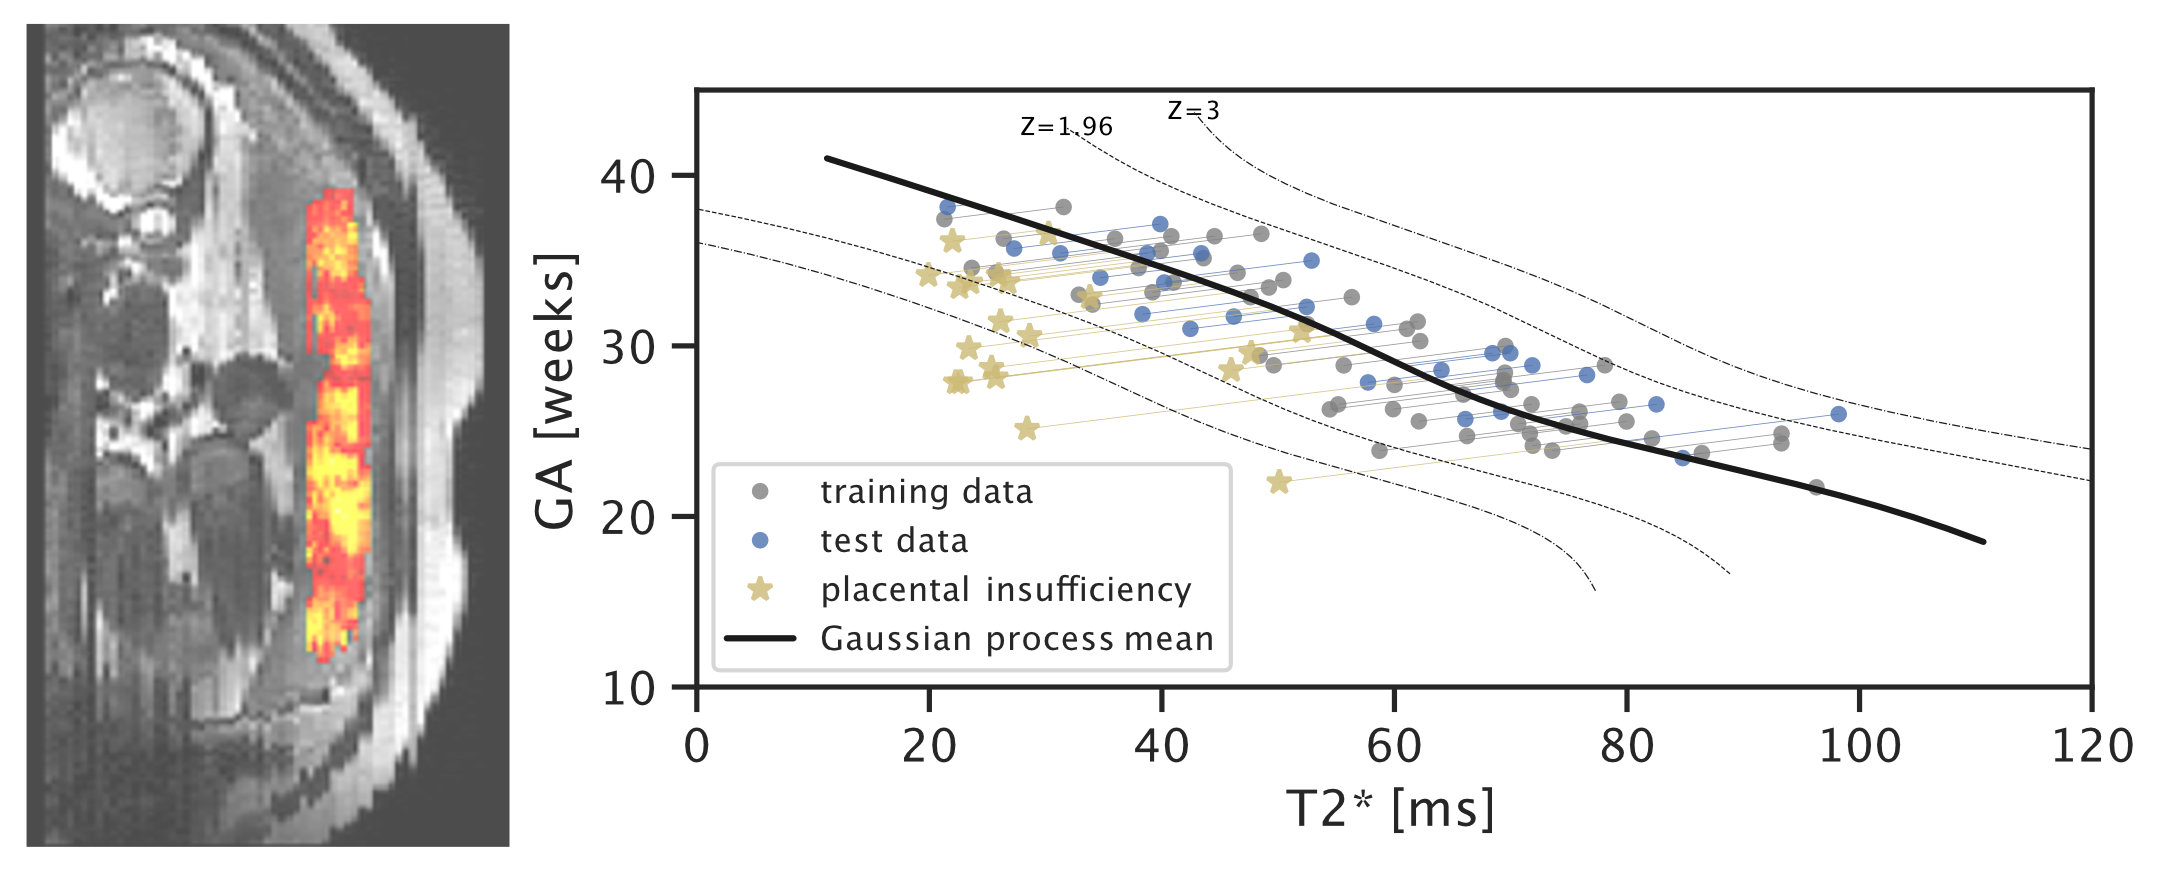 Z=1.96
Z=3
40
30
20
10
GA [weeks]
training data
test data
placental insufficiency
Gaussian process mean
0 20 40 60 80 100 120
T2* [ms]